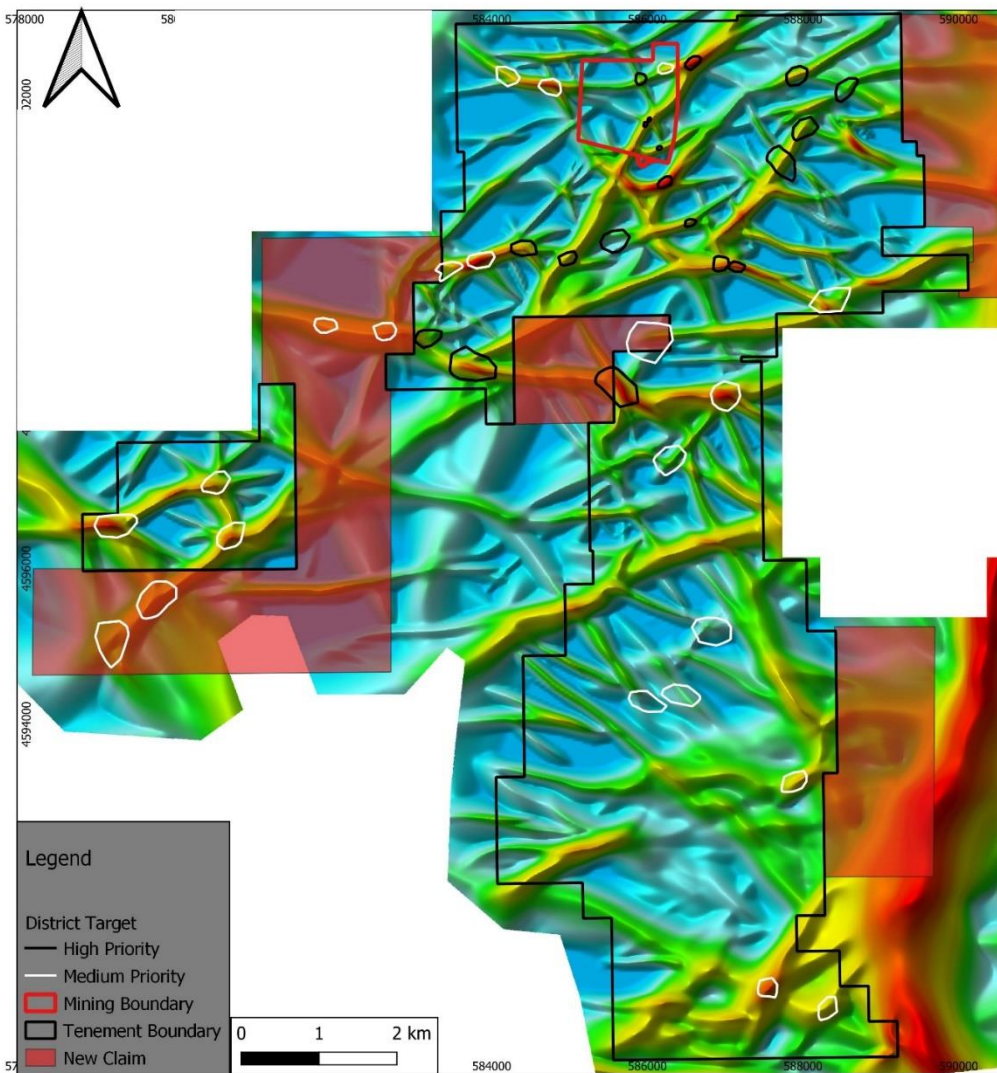 578000
58
584000
586000
588000
590000
02000
4
4596000
4594000
Legend
District Target
High Priority
Medium Priority
Mining Boundary
Tenement Boundary
New Claim
0 1 2 km
57
584000
586000
588000
590000